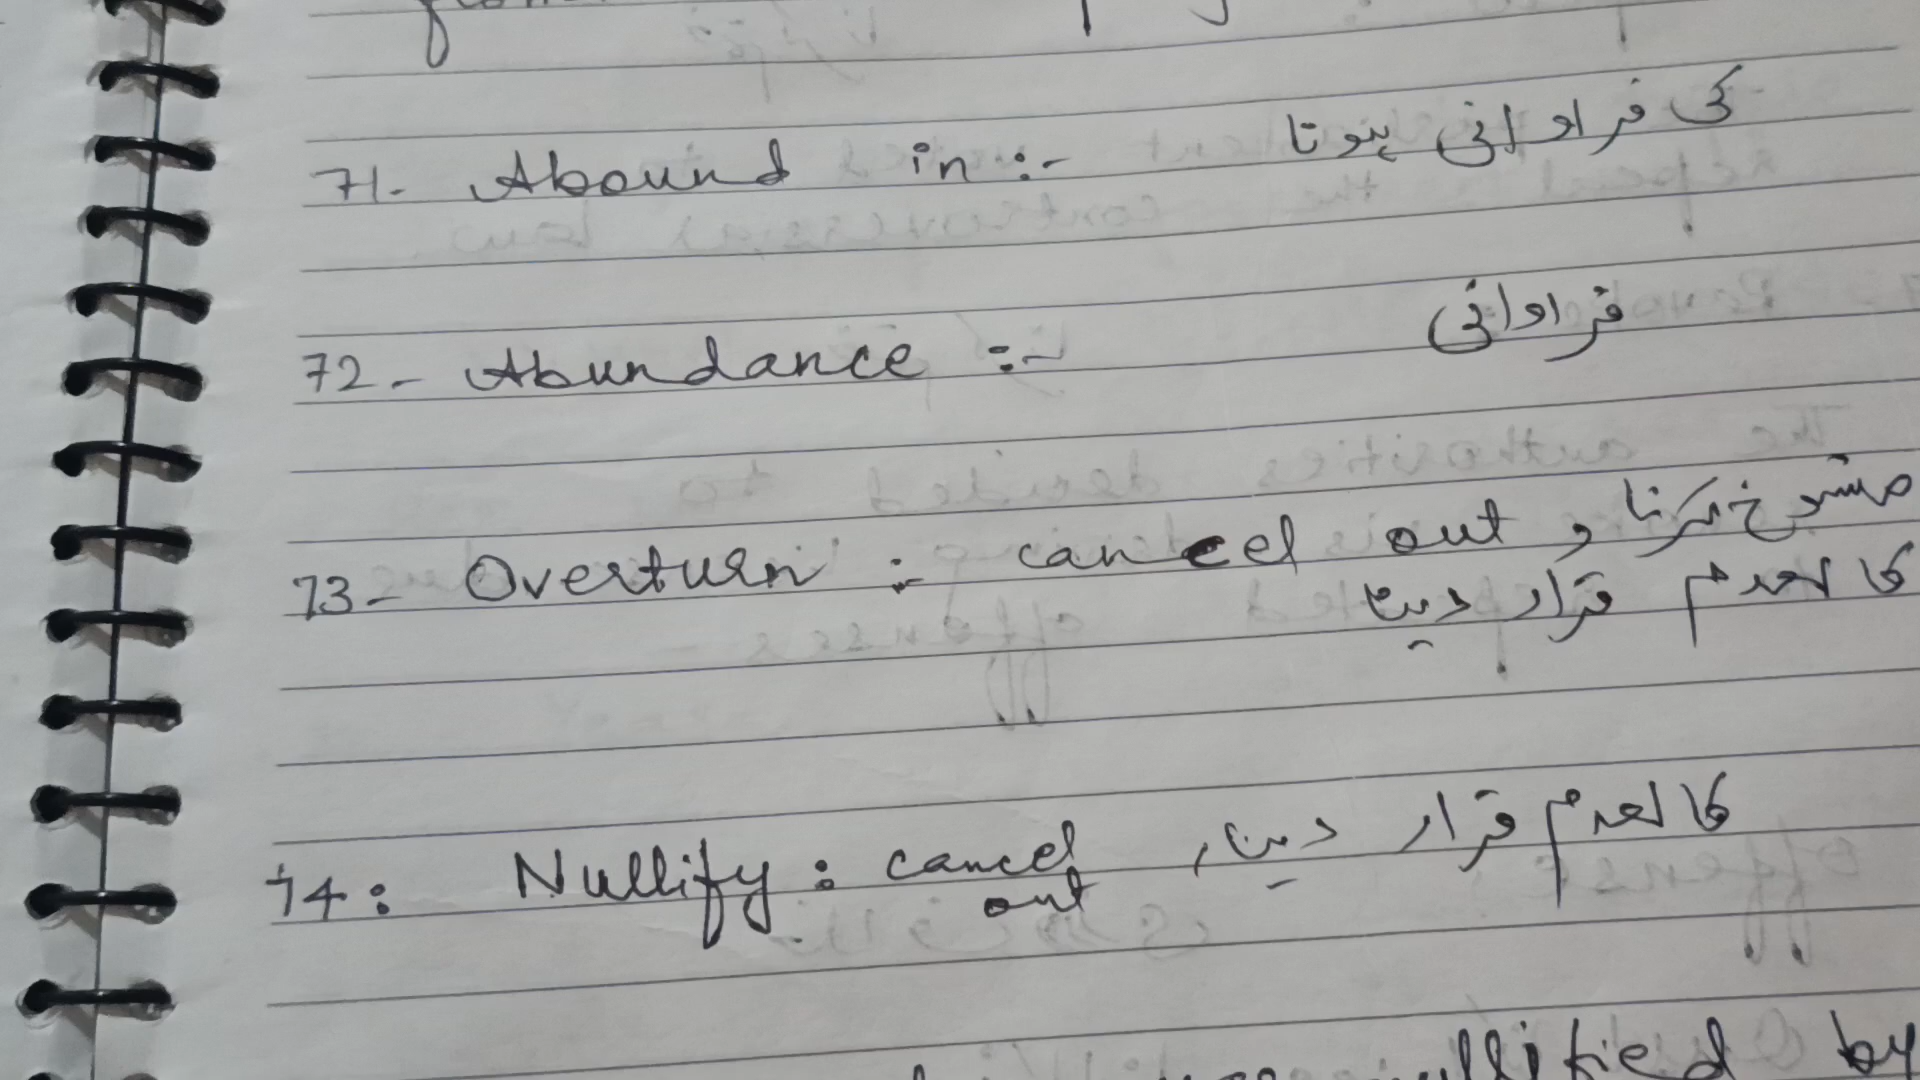 71. Abound in :- کی فراوانی ہونا
72 - Abundance :- فراوانی
73 - Overturn : cancel out , منسوخ کرنا
کالعدم قرار دینا
74 : Nullify : cancel out , کالعدم قرار دینا
nullified by